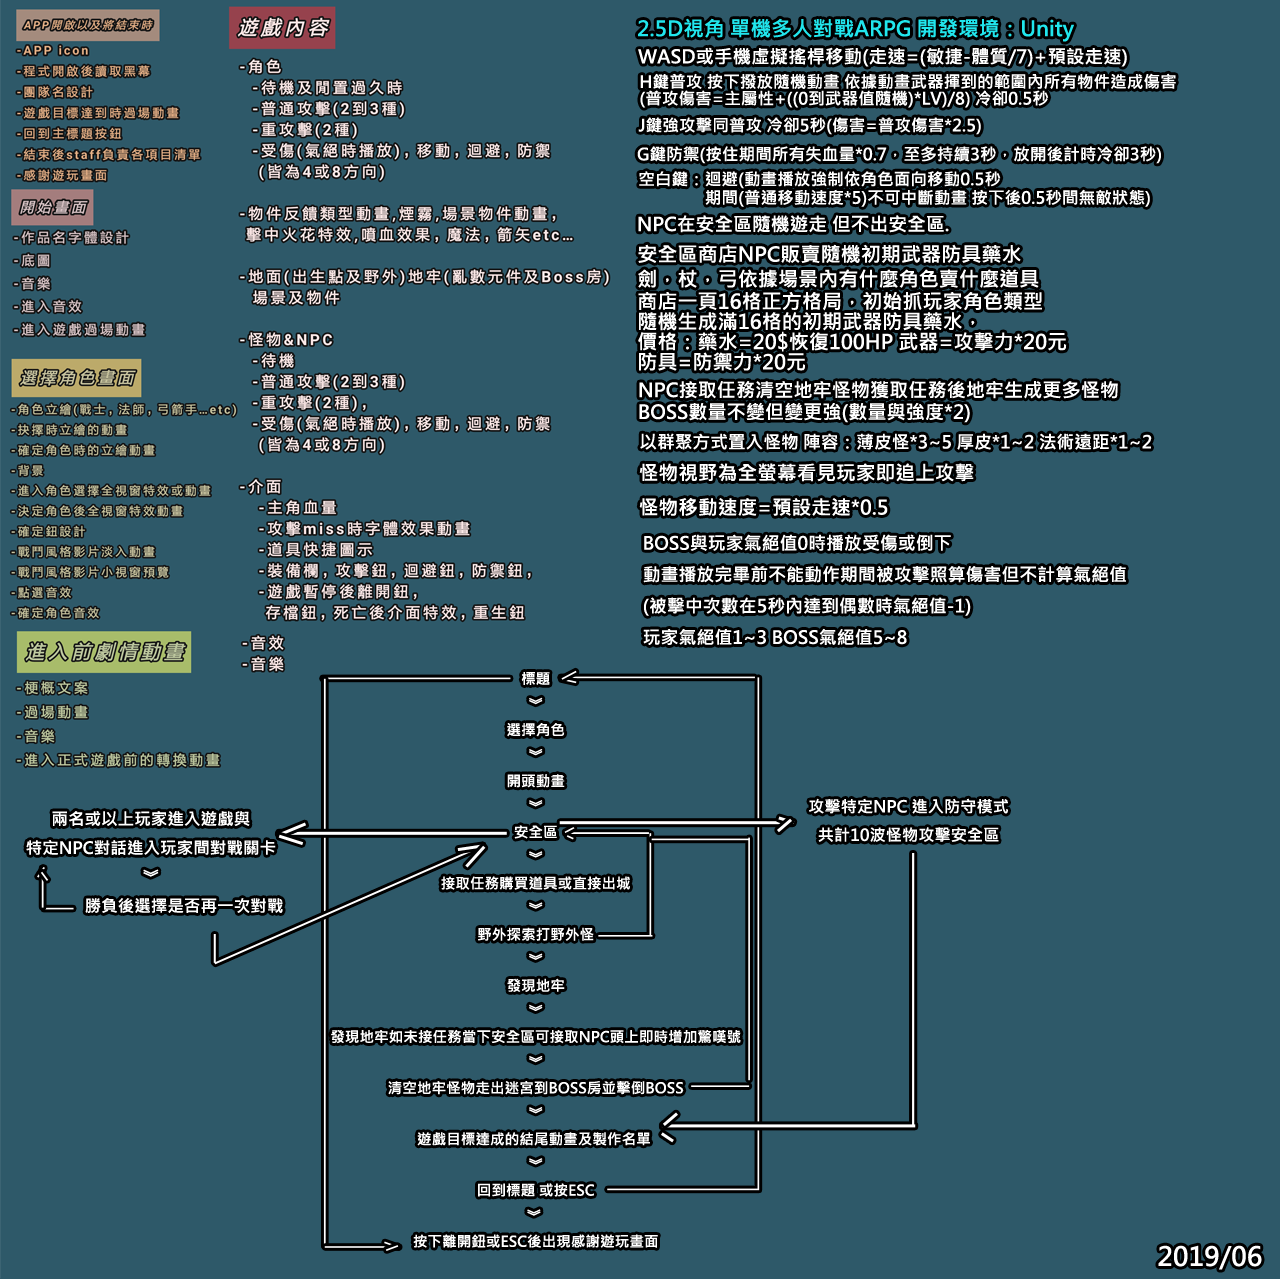 APP開啟以及將結束時
-APP icon
-程式開啟後讀取黑幕
-團隊名設計
-遊戲目標達到時過場動畫
-回到主標題按鈕
-結束後staff負責各項目清單
-感謝遊玩畫面
開始畫面
-作品名字體設計
-底圖
-音樂
-進入音效
-進入遊戲過場動畫
選擇角色畫面
-角色立繪(戰士, 法師, 弓箭手...etc)
-抉擇時立繪的動畫
-確定角色時的立繪動畫
-背景
-進入角色選擇全視窗特效或動畫
-決定角色後全視窗特效動畫
-確定鈕設計
-戰鬥風格影片淡入動畫
-戰鬥風格影片小視窗預覽
-點選音效
-確定角色音效
進入前劇情動畫
-梗概文案
-過場動畫
-音樂
-進入正式遊戲前的轉換動畫
遊戲內容
-角色
-待機及閒置過久時
-普通攻擊(2到3種)
-重攻擊(2種)
-受傷(氣絕時播放), 移動, 迴避, 防禦
(皆為4或8方向)
-物件反饋類型動畫,煙霧,場景物件動畫,
擊中火花特效,噴血效果, 魔法, 箭矢etc...
-地面(出生點及野外)地牢(亂數元件及Boss房)
場景及物件
-怪物&NPC
-待機
-普通攻擊(2到3種)
-重攻擊(2種),
-受傷(氣絕時播放), 移動, 迴避, 防禦
(皆為4或8方向)
-介面
-主角血量
-攻擊miss時字體效果動畫
-道具快捷圖示
-裝備欄, 攻擊鈕, 迴避鈕, 防禦鈕,
-遊戲暫停後離開鈕,
存檔鈕, 死亡後介面特效, 重生鈕
-音效
-音樂
2.5D視角 單機多人對戰ARPG 開發環境：Unity
WASD或手機虛擬搖桿移動(走速=(敏捷-體質/7)+預設走速)
H鍵普攻 按下撥放隨機動畫 依據動畫武器揮到的範圍內所有物件造成傷害
(普攻傷害=主屬性+((0到武器值隨機)*LV)/8) 冷卻0.5秒
J鍵強攻擊同普攻 冷卻5秒(傷害=普攻傷害*2.5)
G鍵防禦(按住期間所有失血量*0.7，至多持續3秒，放開後計時冷卻3秒)
空白鍵：迴避(動畫播放強制依角色面向移動0.5秒
期間(普通移動速度*5)不可中斷動畫 按下後0.5秒間無敵狀態)
NPC在安全區隨機遊走 但不出安全區.
安全區商店NPC販賣隨機初期武器防具藥水
劍，杖，弓依據場景內有什麼角色賣什麼道具
商店一頁16格正方格局，初始抓玩家角色類型
隨機生成滿16格的初期武器防具藥水，
價格：藥水=20$恢復100HP 武器=攻擊力*20元
防具=防禦力*20元
NPC接取任務清空地牢怪物獲取任務後地牢生成更多怪物
BOSS數量不變但變更強(數量與強度*2)
以群聚方式置入怪物 陣容：薄皮怪*3~5 厚皮*1~2 法術遠距*1~2
怪物視野為全螢幕看見玩家即追上攻擊
怪物移動速度=預設走速*0.5
BOSS與玩家氣絕值0時播放受傷或倒下
動畫播放完畢前不能動作期間被攻擊照算傷害但不計算氣絕值
(被擊中次數在5秒內達到偶數時氣絕值-1)
玩家氣絕值1~3 BOSS氣絕值5~8
標題
選擇角色
開頭動畫
安全區
接取任務購買道具或直接出城
野外探索打野外怪
發現地牢
發現地牢如未接任務當下安全區可接取NPC頭上即時增加驚嘆號
清空地牢怪物走出迷宮到BOSS房並擊倒BOSS
遊戲目標達成的結尾動畫及製作名單
回到標題 或按ESC
按下離開鈕或ESC後出現感謝遊玩畫面
兩名或以上玩家進入遊戲與
特定NPC對話進入玩家間對戰關卡
勝負後選擇是否再一次對戰
攻擊特定NPC 進入防守模式
共計10波怪物攻擊安全區
2019/06